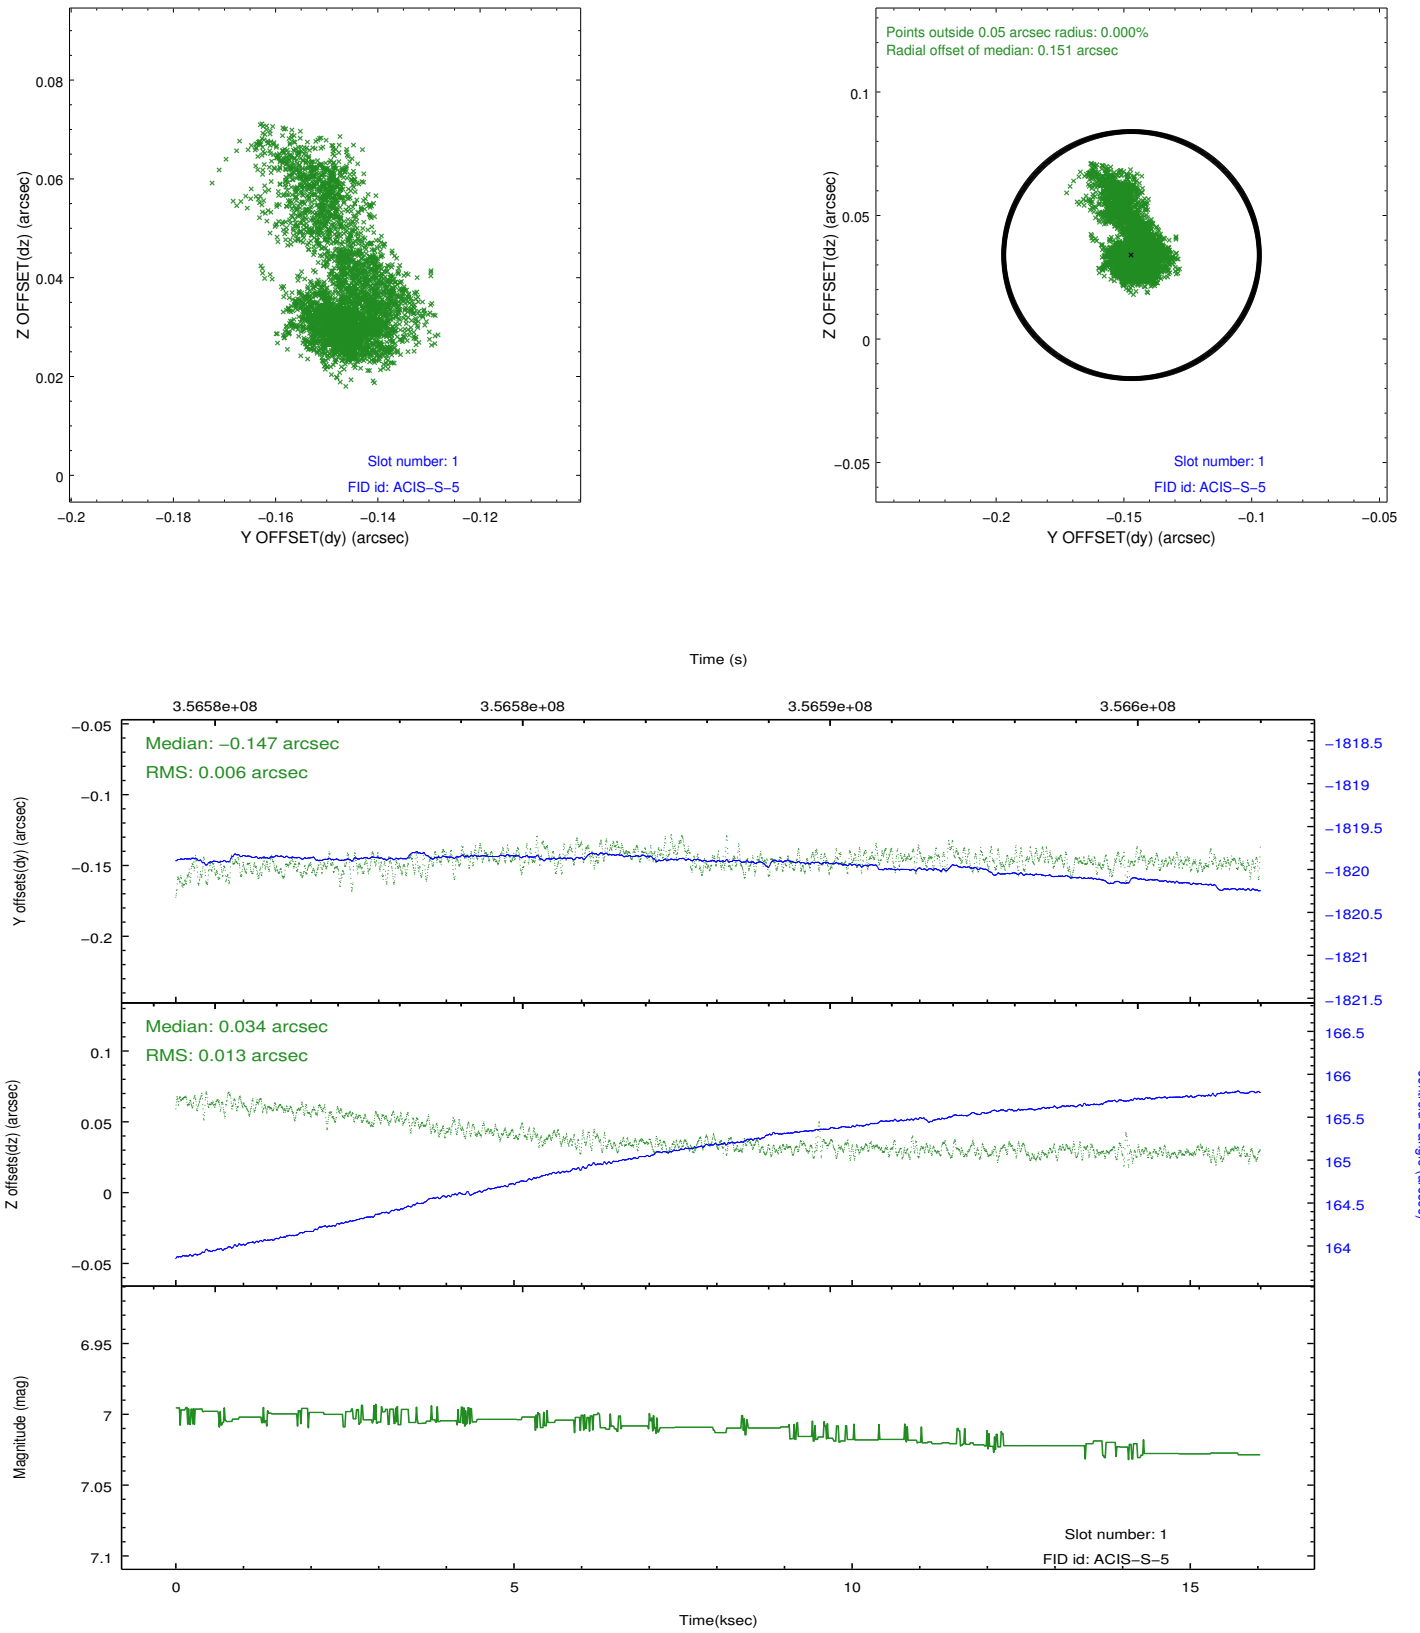 0.08
0.06
0.04
0.02
0
Z OFFSET(dz) (arcsec)
−0.2
−0.18
−0.16
−0.14
−0.12
Y OFFSET(dy) (arcsec)
Slot number: 1
FID id: ACIS−S−5
Points outside 0.05 arcsec radius: 0.000%
Radial offset of median: 0.151 arcsec
0.1
0.05
0
−0.05
Z OFFSET(dz) (arcsec)
Slot number: 1
FID id: ACIS−S−5
−0.2
−0.15
−0.1
−0.05
Y OFFSET(dy) (arcsec)
Time (s)
3.5658e+08
3.5658e+08
3.5659e+08
3.566e+08
Median: −0.147 arcsec
RMS: 0.006 arcsec
−0.05
−0.1
−0.15
−0.2
Y offsets(dy) (arcsec)
−1818.5
−1819
−1819.5
−1820
−1820.5
−1821
−1821.5
Median: 0.034 arcsec
RMS: 0.013 arcsec
0.1
0.05
0
−0.05
Z offsets(dz) (arcsec)
166.5
166
165.5
165
164.5
164
6.95
7
7.05
7.1
Magnitude (mag)
Slot number: 1
FID id: ACIS−S−5
0
5
10
15
Time(ksec)